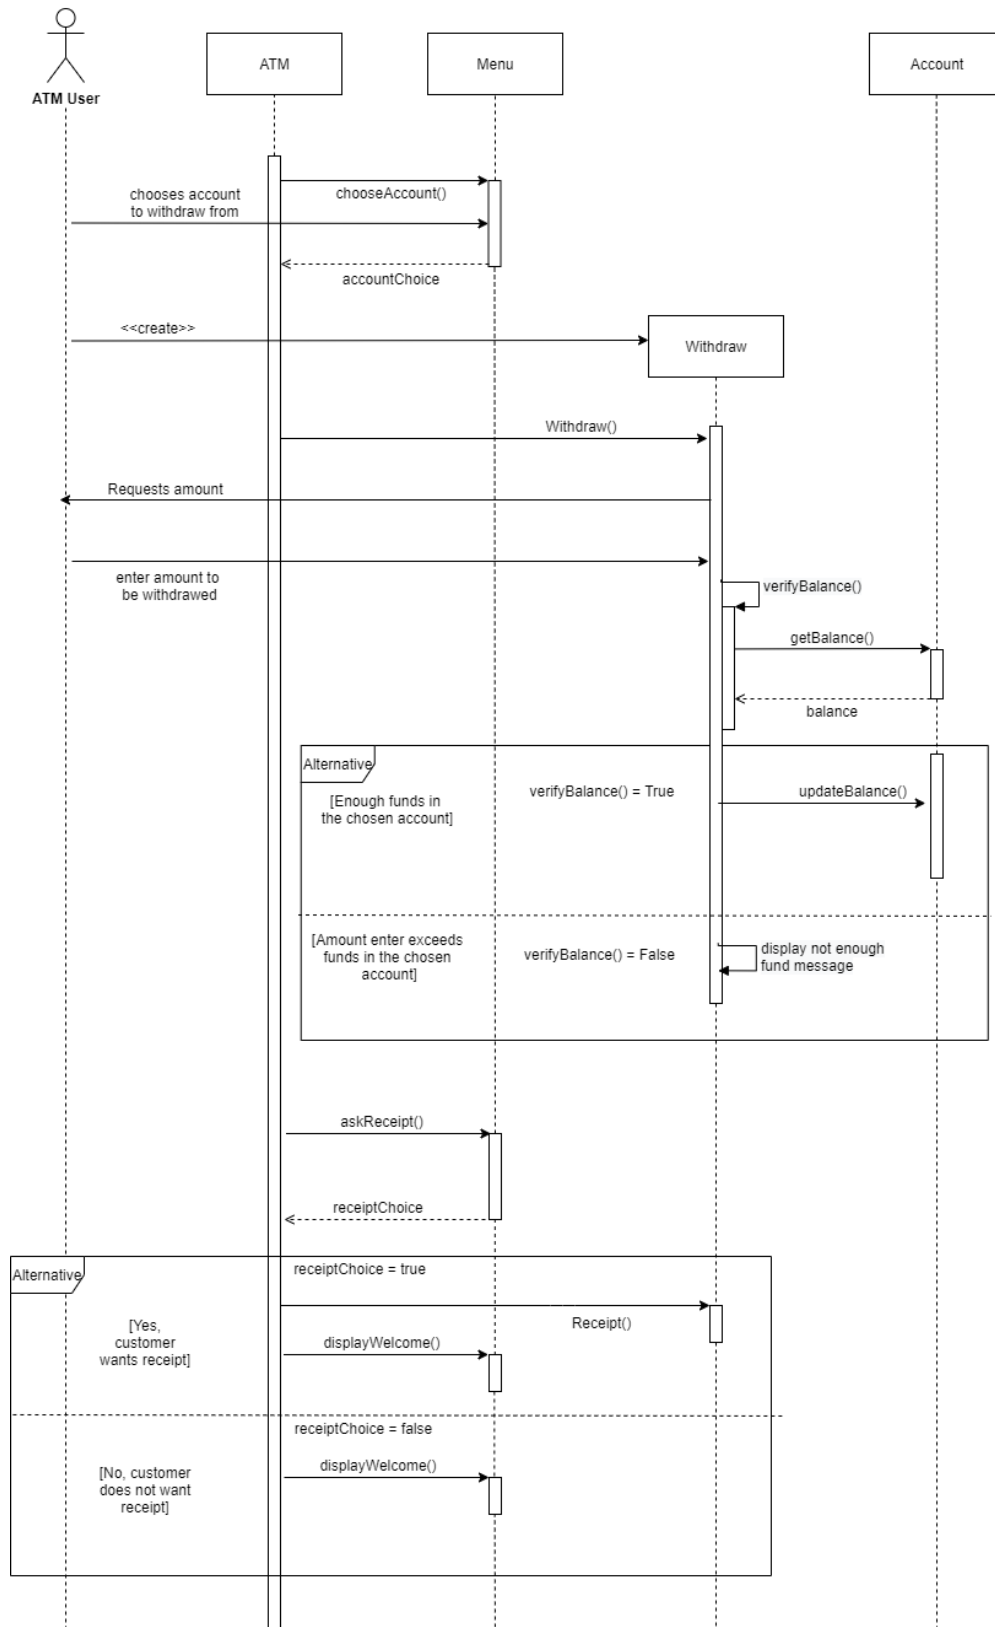 ATM User
ATM
Menu
Account
chooseAccount()
chooses account
to withdraw from
accountChoice
<<create>>
Withdraw
Withdraw()
Requests amount
enter amount to
be withdrawed
verifyBalance()
getBalance()
balance
Alternative
[Enough funds in
the chosen account]
verifyBalance() = True
updateBalance()
[Amount enter exceeds
funds in the chosen
account]
verifyBalance() = False
display not enough
fund message
askReceipt()
receiptChoice
Alternative
receiptChoice = true
[Yes,
customer
wants receipt]
Receipt()
displayWelcome()
receiptChoice = false
displayWelcome()
[No, customer
does not want
receipt]